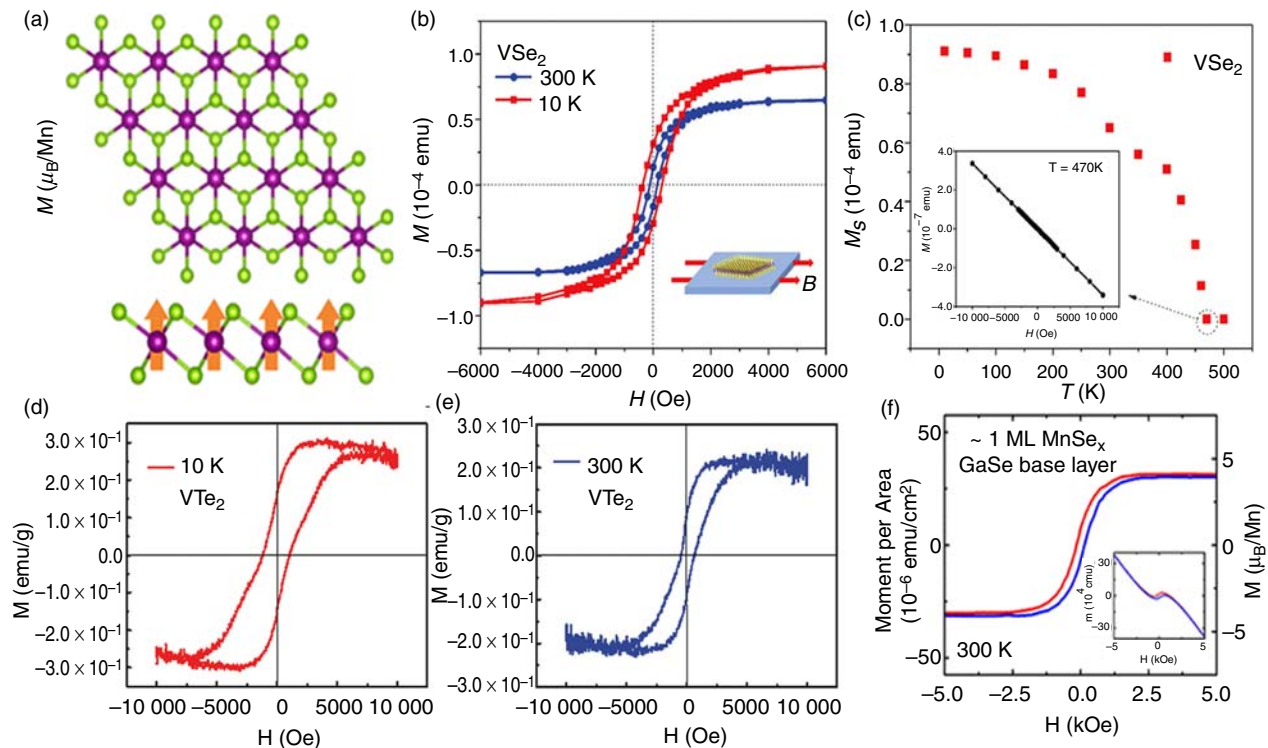 (a)
M (μB/Mn)
(b)
VSe2
300 K
10 K
M (10−4 emu)
1.0
0.5
0.0
−0.5
−1.0
B
−6000 −4000 −2000 0 2000 4000 6000
H (Oe)
(c)
VSe2
MS (10−4 emu)
1.0
0.8
0.6
0.4
0.2
0.0
T = 470K
M (10−7 emu)
4.0
2.0
0.0
−2.0
−4.0
−10 000 −5000 0 5000 10 000
H (Oe)
0 100 200 300 400 500
T (K)
(d)
10 K
VTe2
M (emu/g)
3.0 × 10−1
2.0 × 10−1
1.0 × 10−1
0.0
−1.0 × 10−1
−2.0 × 10−1
−3.0 × 10−1
−10 000 −5000 0 5000 10 000
H (Oe)
- (e)
300 K
VTe2
M (emu/g)
3.0 × 10−1
2.0 × 10−1
1.0 × 10−1
0.0
−1.0 × 10−1
−2.0 × 10−1
−3.0 × 10−1
−10 000 −5000 0 5000 10 000
H (Oe)
(f)
~ 1 ML MnSex
GaSe base layer
Moment per Area
(10−6 emu/cm2)
50
0
−50
5
0
−5
M (μB/Mn)
300 K
30
0
−30
−5 0 5
H (kOe)
−5.0 −2.5 0.0 2.5 5.0
H (kOe)